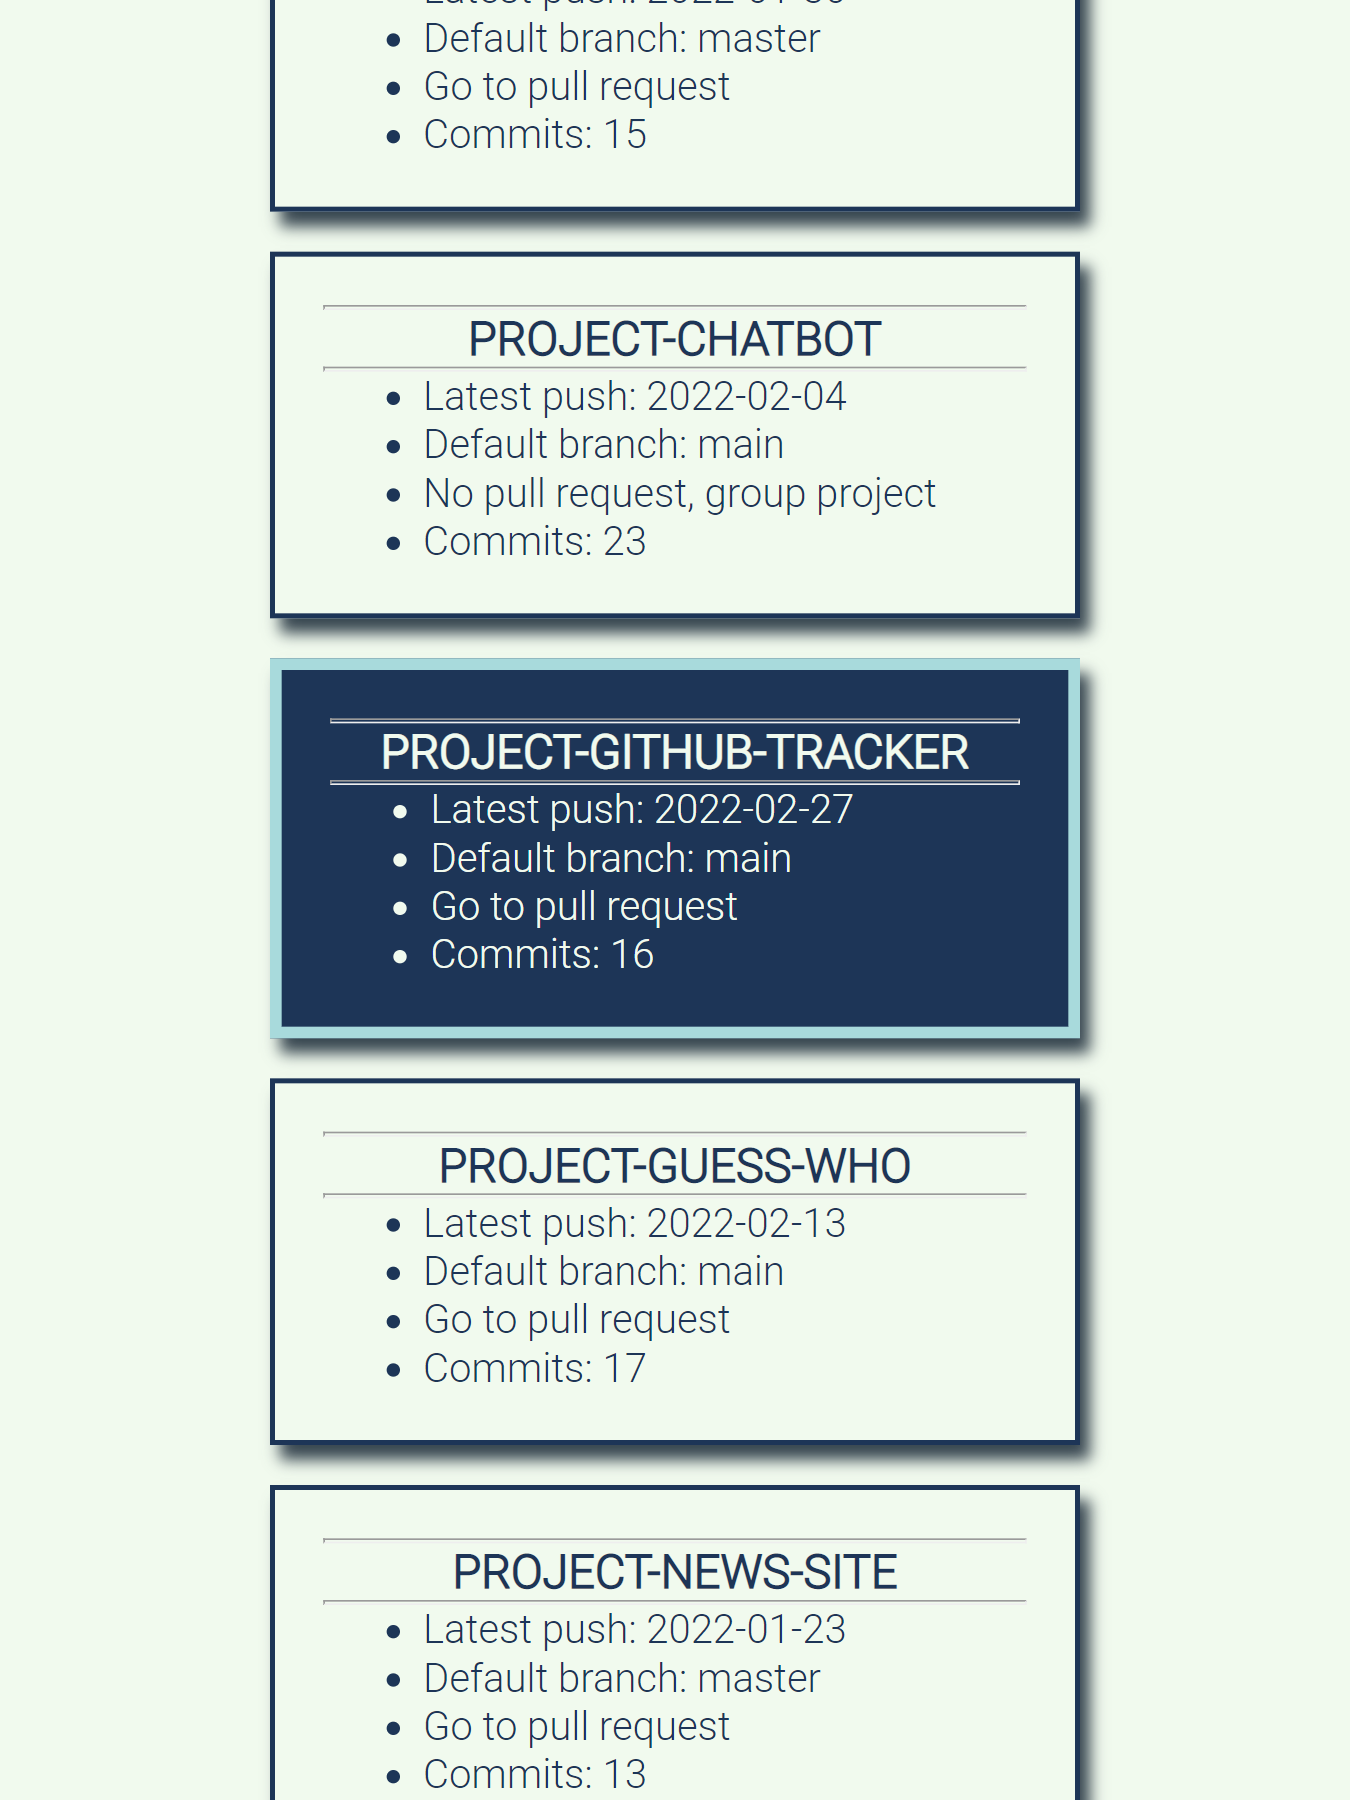 Latest push: 2022-01-30
Default branch: master
Go to pull request
Commits: 15
PROJECT-CHATBOT
Latest push: 2022-02-04
Default branch: main
No pull request, group project
Commits: 23
PROJECT-GITHUB-TRACKER
Latest push: 2022-02-27
Default branch: main
Go to pull request
Commits: 16
PROJECT-GUESS-WHO
Latest push: 2022-02-13
Default branch: main
Go to pull request
Commits: 17
PROJECT-NEWS-SITE
Latest push: 2022-01-23
Default branch: master
Go to pull request
Commits: 13